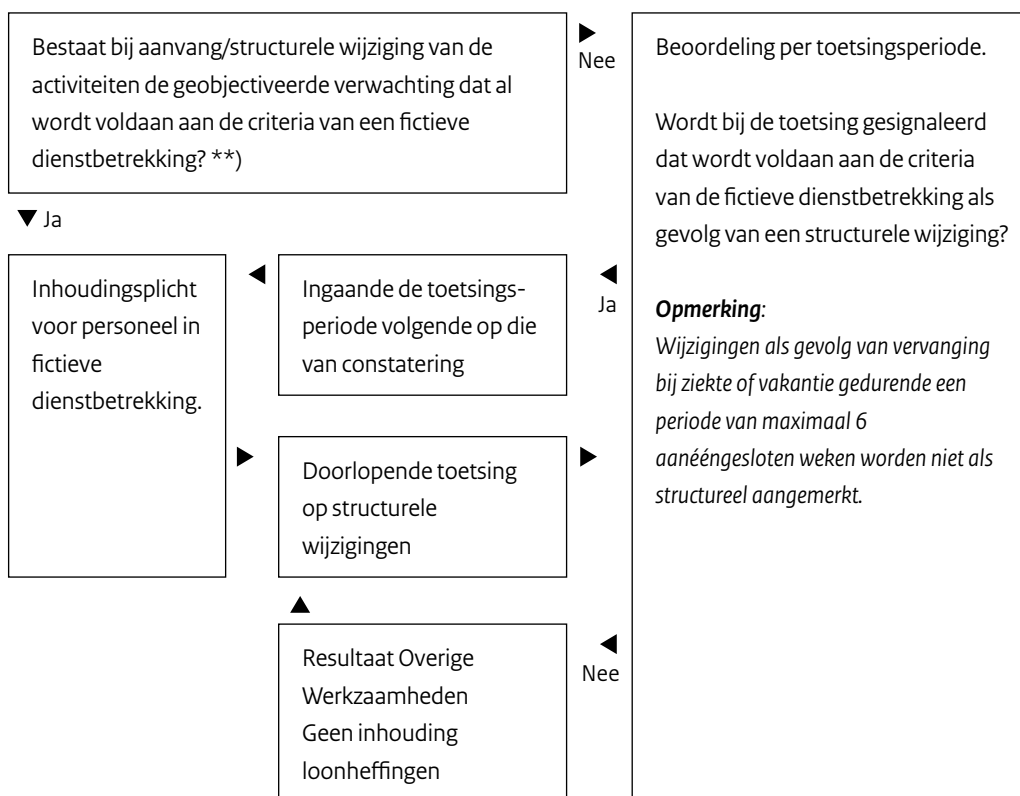 Bestaat bij aanvang/structurele wijziging van de
activiteiten de geobjectiveerde verwachting dat al
wordt voldaan aan de criteria van een fictieve
dienstbetrekking? **)
Nee
Beoordeling per toetsingsperiode.
Wordt bij de toetsing gesignaleerd
dat wordt voldaan aan de criteria
van de fictieve dienstbetrekking als
gevolg van een structurele wijziging?
Opmerking:
Wijzigingen als gevolg van vervanging
bij ziekte of vakantie gedurende een
periode van maximaal 6
aanééngesloten weken worden niet als
structureel aangemerkt.
Ja
Inhoudingsplicht
voor personeel in
fictieve
dienstbetrekking.
Ingaande de toetsings-
periode volgende op die
van constatering
Ja
Doorlopende toetsing
op structurele
wijzigingen
Resultaat Overige
Werkzaamheden
Geen inhouding
loonheffingen
Nee